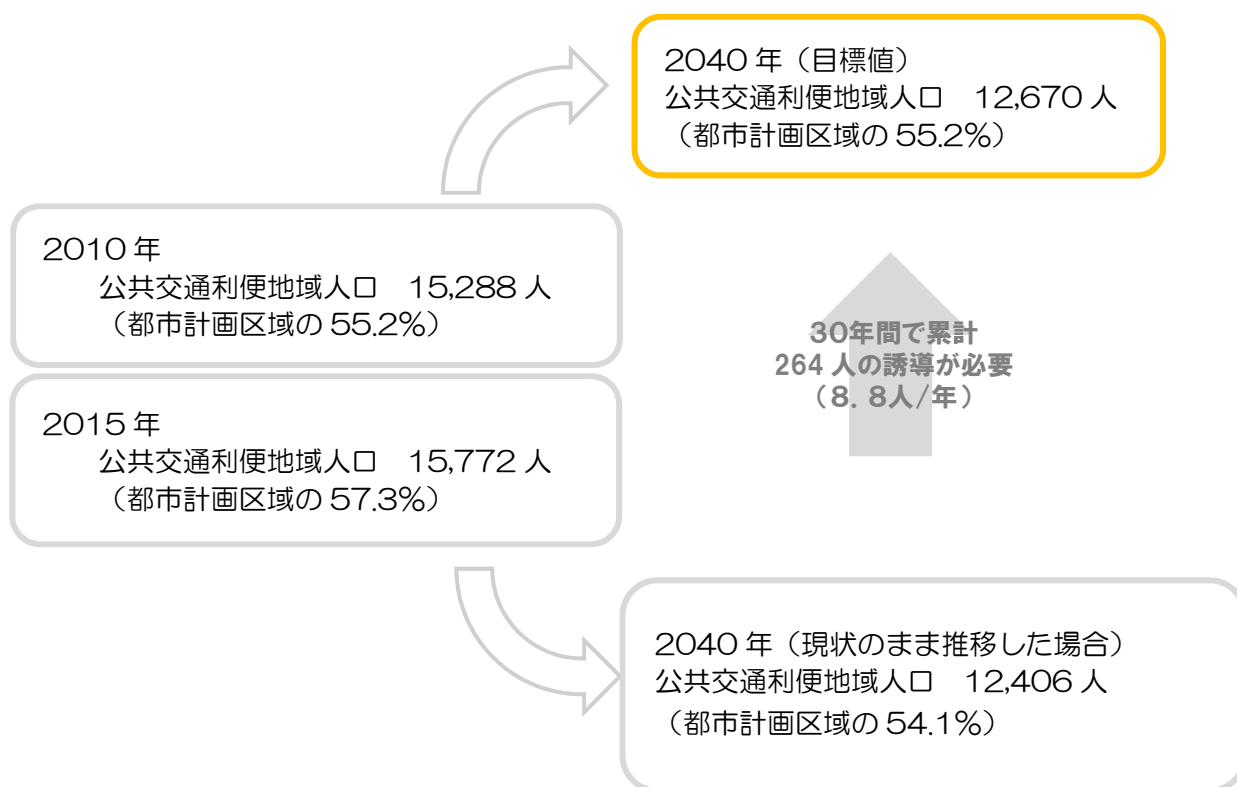 2040 年（目標値）
公共交通利便地域人口　12,670 人
（都市計画区域の 55.2%）
2010 年
公共交通利便地域人口　15,288 人
（都市計画区域の 55.2%）
30年間で累計
264 人の誘導が必要
（８．８人/年）
2015 年
公共交通利便地域人口　15,772 人
（都市計画区域の 57.3%）
2040 年（現状のまま推移した場合）
公共交通利便地域人口　12,406 人
（都市計画区域の 54.1%）